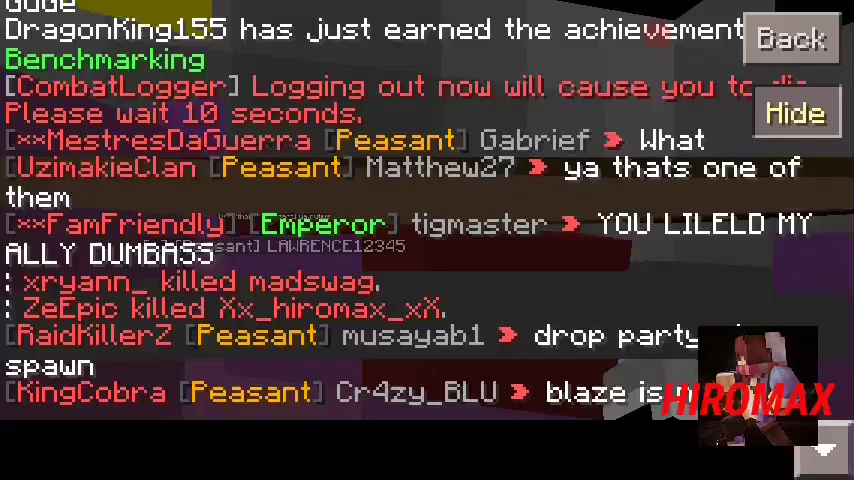 DragonKing155 has just earned the achievement
Benchmarking
Back
[CombatLogger] Logging out now will cause you to die
Please wait 10 seconds.
Hide
[××MestresDaGuerra [Peasant] Gabrief What
[UzimakieClan [Peasant] Matthew27 ya thats one of
them
[××FamFriendly] [Emperor] tigmaster YOU LILELD MY
ALLY DUMBASS
LAWRENCE12345
: xryann_ killed madswag.
: ZeEpic killed Xx_hiromax_xX.
[RaidKillerZ [Peasant] musayab1 drop party
spawn
[KingCobra [Peasant] Cr4zy_BLU blaze is
HIROMAX